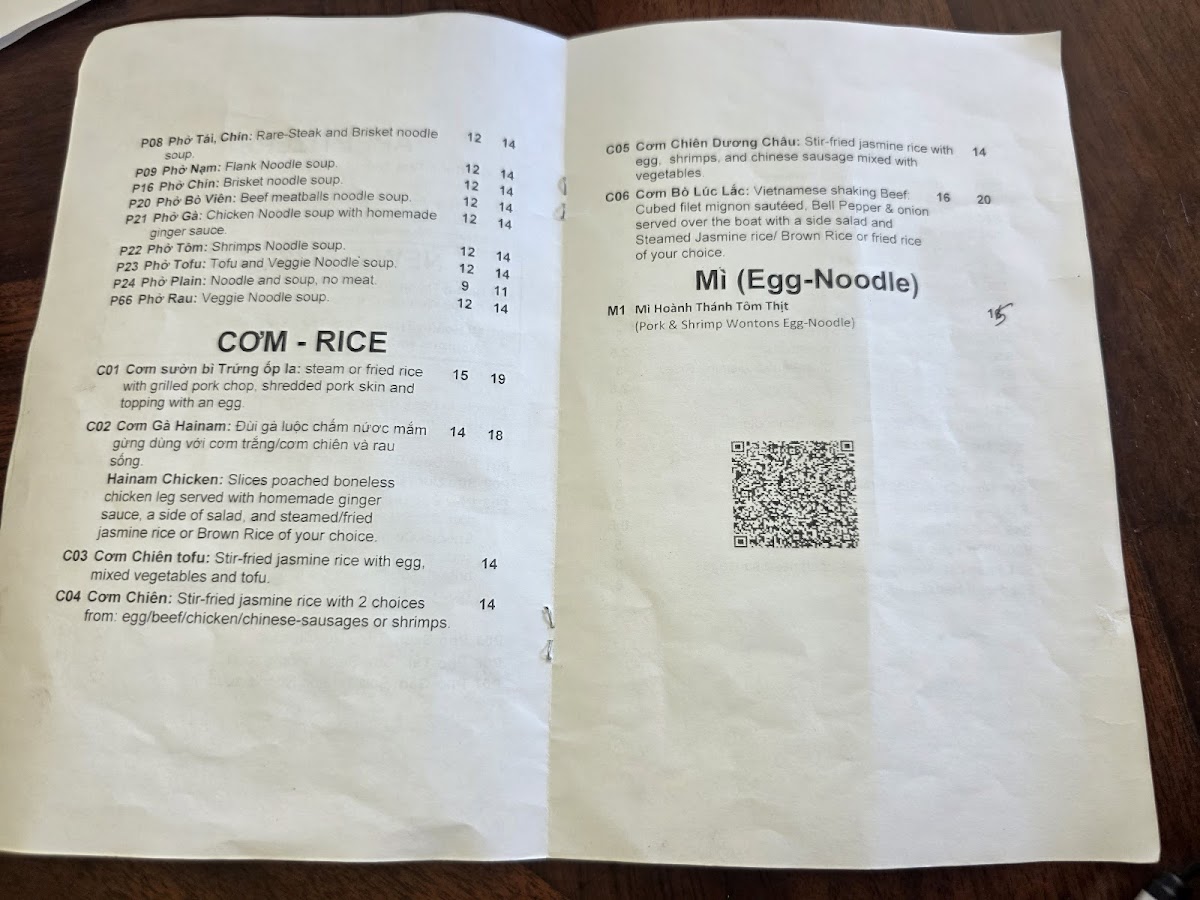 P08 Phở Tái, Chín: Rare-Steak and Brisket noodle 12 14
soup.
P09 Phở Nạm: Flank Noodle soup. 12 14
P16 Phở Chín: Brisket noodle soup. 12 14
P20 Phở Bò Viên: Beef meatballs noodle soup. 12 14
P21 Phở Gà: Chicken Noodle soup with homemade 12 14
ginger sauce.
P22 Phở Tôm: Shrimps Noodle soup. 12 14
P23 Phở Tofu: Tofu and Veggie Noodle soup. 12 14
P24 Phở Plain: Noodle and soup, no meat. 9 11
P66 Phở Rau: Veggie Noodle soup. 12 14
CƠM - RICE
C01 Cơm sườn bì Trứng ốp la: steam or fried rice 15 19
with grilled pork chop, shredded pork skin and
topping with an egg.
C02 Cơm Gà Hainam: Đùi gà luộc chấm nước mắm 14 18
gừng dùng với cơm trắng/cơm chiên và rau
sống.
Hainam Chicken: Slices poached boneless
chicken leg served with homemade ginger
sauce, a side of salad, and steamed/fried
jasmine rice or Brown Rice of your choice.
C03 Cơm Chiên tofu: Stir-fried jasmine rice with egg, 14
mixed vegetables and tofu.
C04 Cơm Chiên: Stir-fried jasmine rice with 2 choices 14
from: egg/beef/chicken/chinese-sausages or shrimps.
C05 Cơm Chiên Dương Châu: Stir-fried jasmine rice with 14
egg, shrimps, and chinese sausage mixed with
vegetables.
C06 Cơm Bò Lúc Lắc: Vietnamese shaking Beef. 16 20
Cubed filet mignon sautéed, Bell Pepper & onion
served over the boat with a side salad and
Steamed Jasmine rice/ Brown Rice or fried rice
of your choice.
Mì (Egg-Noodle)
M1 Mì Hoành Thánh Tôm Thịt 15
(Pork & Shrimp Wontons Egg-Noodle)